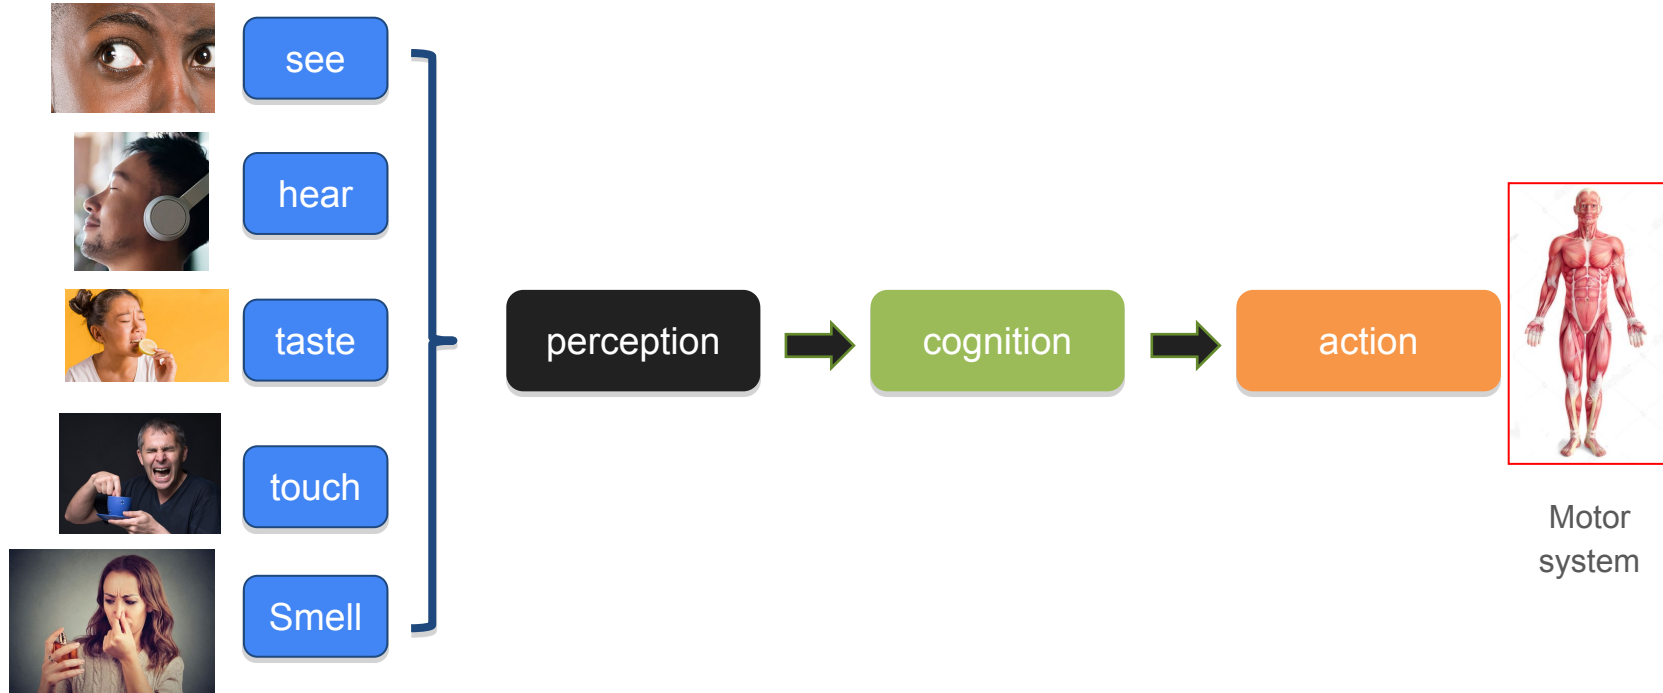 see
hear
taste
touch
Smell
perception
cognition
action
Motor
system